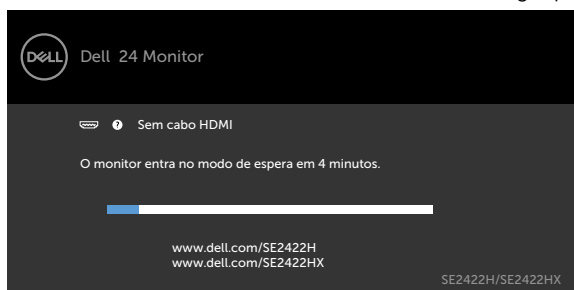 DELL
Dell 24 Monitor
? Sem cabo HDMI
O monitor entra no modo de espera em 4 minutos.
www.dell.com/SE2422H
www.dell.com/SE2422HX
SE2422H/SE2422HX